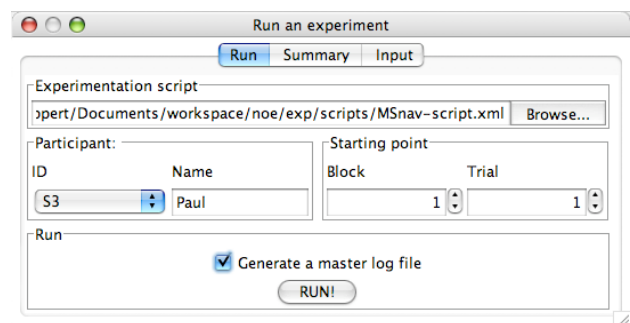 Run an experiment
Run Summary Input
Experimentation script
pert/Documents/workspace/noe/exp/scripts/MSnav-script.xml Browse...
Participant: Starting point
ID Name Block Trial
S3 Paul 1 1
Run
Generate a master log file
RUN!